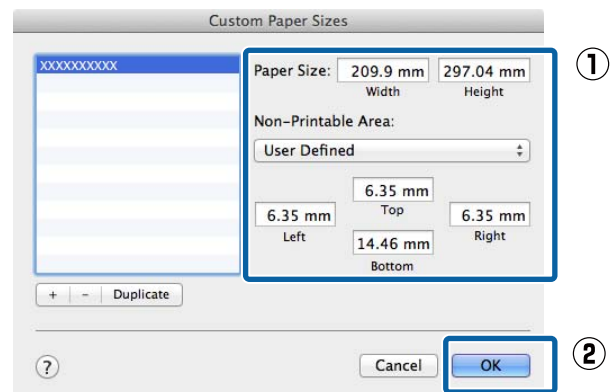 Custom Paper Sizes
XXXXXXXXXX
Paper Size: 209.9 mm 297.04 mm
Width Height
Non-Printable Area:
User Defined
6.35 mm
Top
6.35 mm 6.35 mm
Left Right
14.46 mm
Bottom
+ - Duplicate
? Cancel OK
1
2